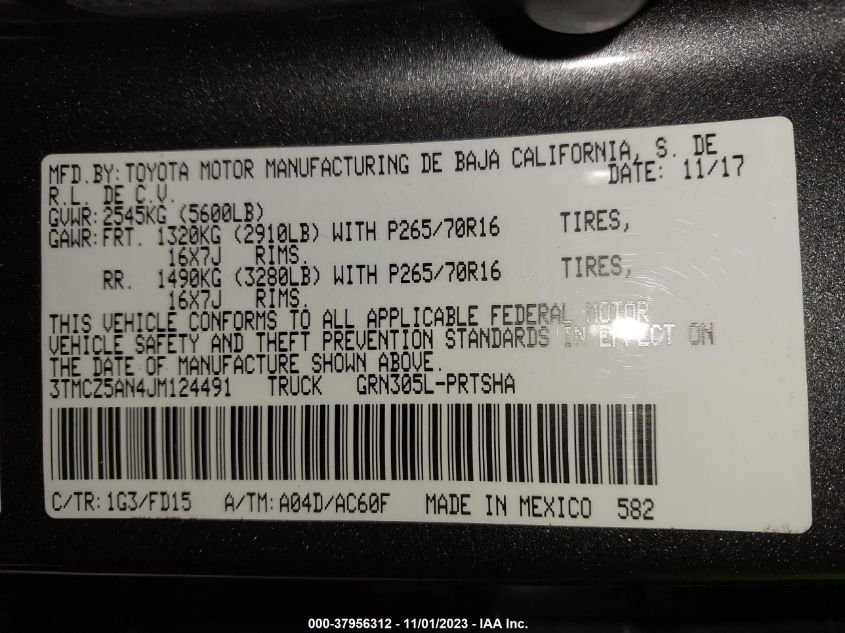 MFD.BY:TOYOTA MOTOR MANUFACTURING DE BAJA CALIFORNIA, S. DE
R.L. DE C.V. DATE: 11/17
GVWR:2545KG (5600LB)
GAWR:FRT. 1320KG (2910LB) WITH P265/70R16 TIRES,
16X7J RIMS.
RR. 1490KG (3280LB) WITH P265/70R16 TIRES,
16X7J RIMS.
THIS VEHICLE CONFORMS TO ALL APPLICABLE FEDERAL MOTOR
VEHICLE SAFETY AND THEFT PREVENTION STANDARDS IN EFFECT ON
THE DATE OF MANUFACTURE SHOWN ABOVE.
3TMCZ5AN4JM124491 TRUCK GRN305L-PRTSHA
C/TR:1G3/FD15 A/TM:A04D/AC60F MADE IN MEXICO 582
000-37956312 - 11/01/2023 - IAA Inc.